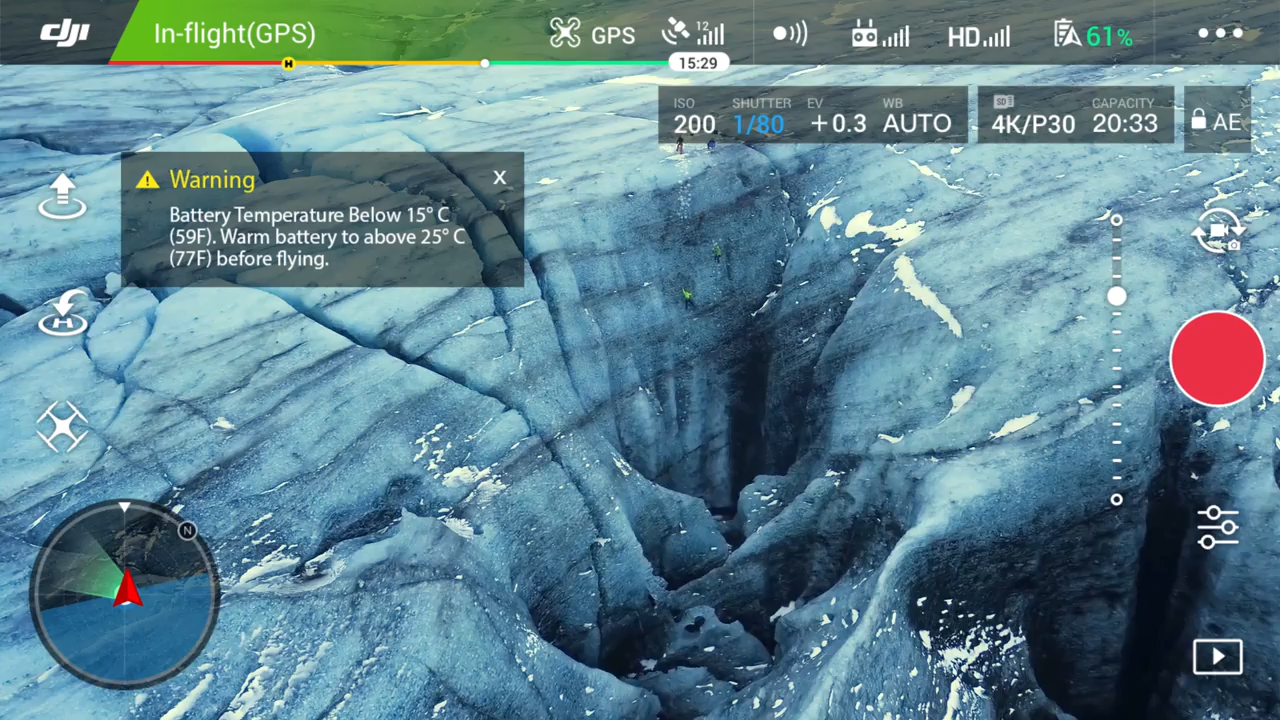 dji In-flight(GPS) GPS 12 HD 61%
H 15:29
ISO SHUTTER EV WB SD CAPACITY
200 1/80 +0.3 AUTO 4K/P30 20:33 AE
Warning X
Battery Temperature Below 15° C
(59F). Warm battery to above 25° C
(77F) before flying.
H
N